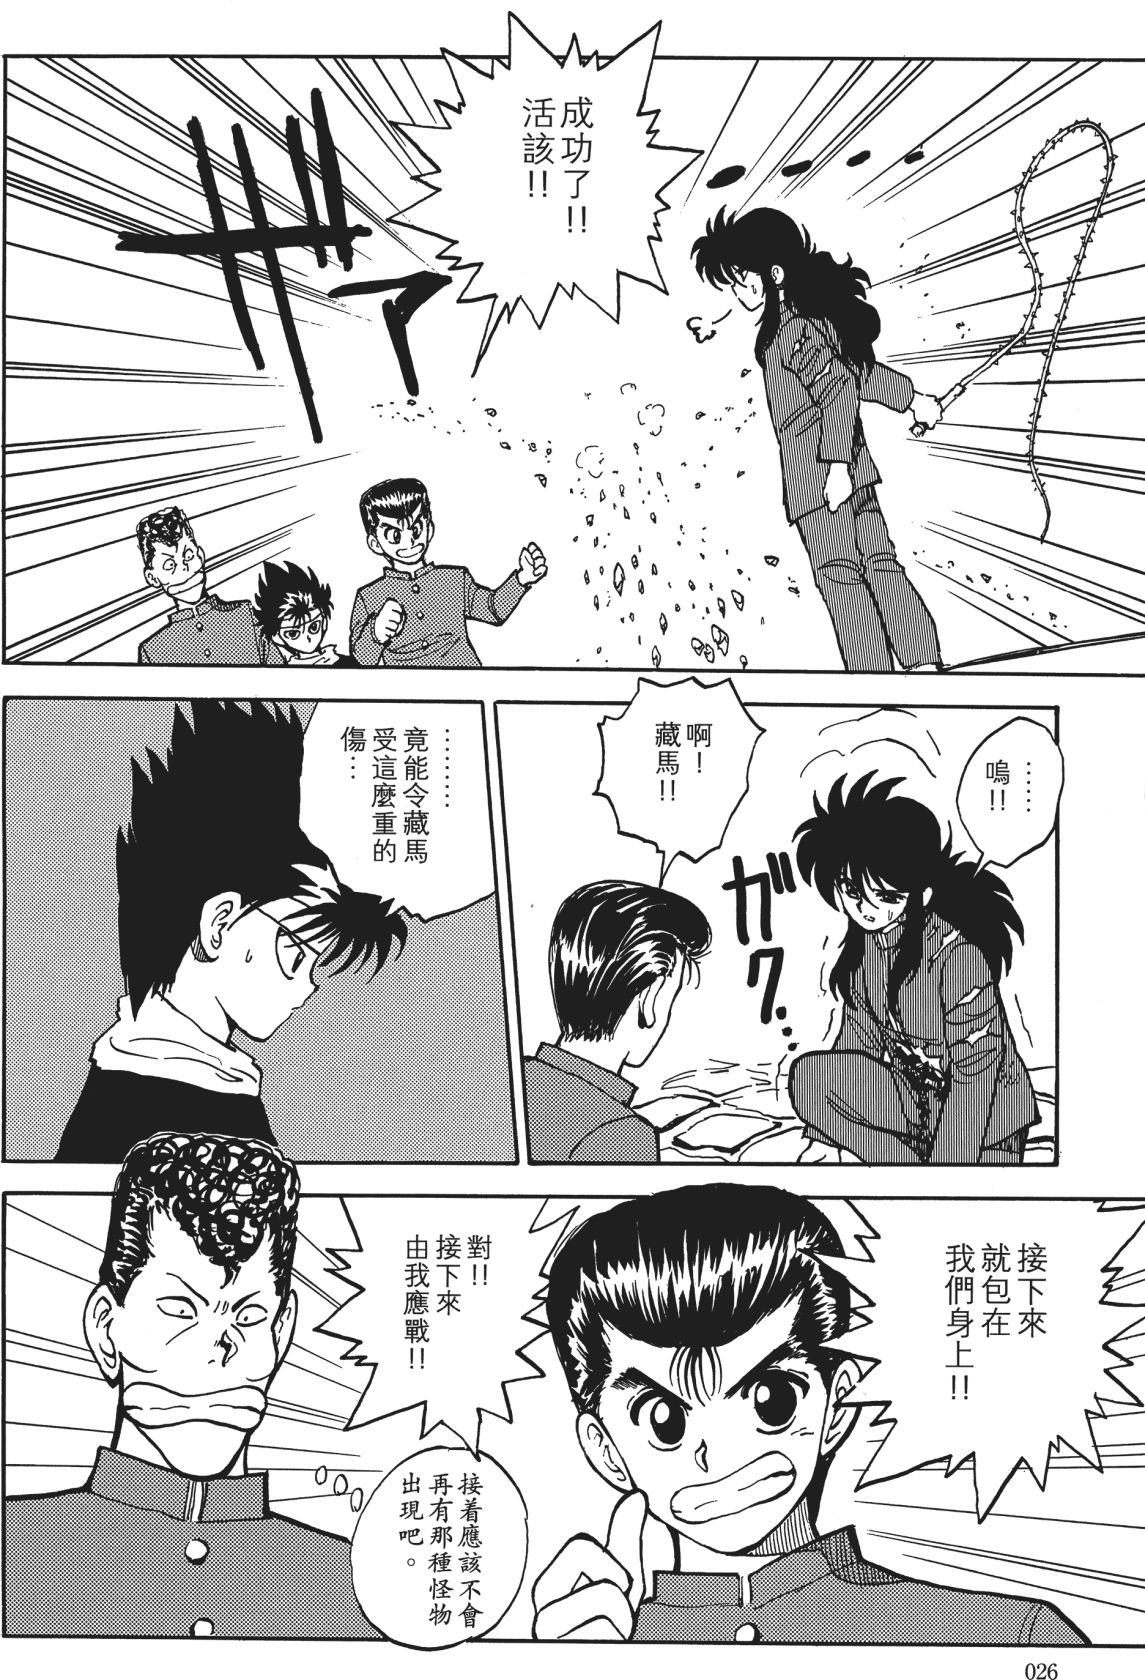 成功了!!
活該!!
ザマ
……
嗚!!
啊!
藏馬!!
ガク…
………
竟能令藏馬
受這麼重的
傷…
接下來
就包在
我們身上!!
對!!
接下來
由我應戰!!
接着應該不會
再有那種怪物
出現吧。
026